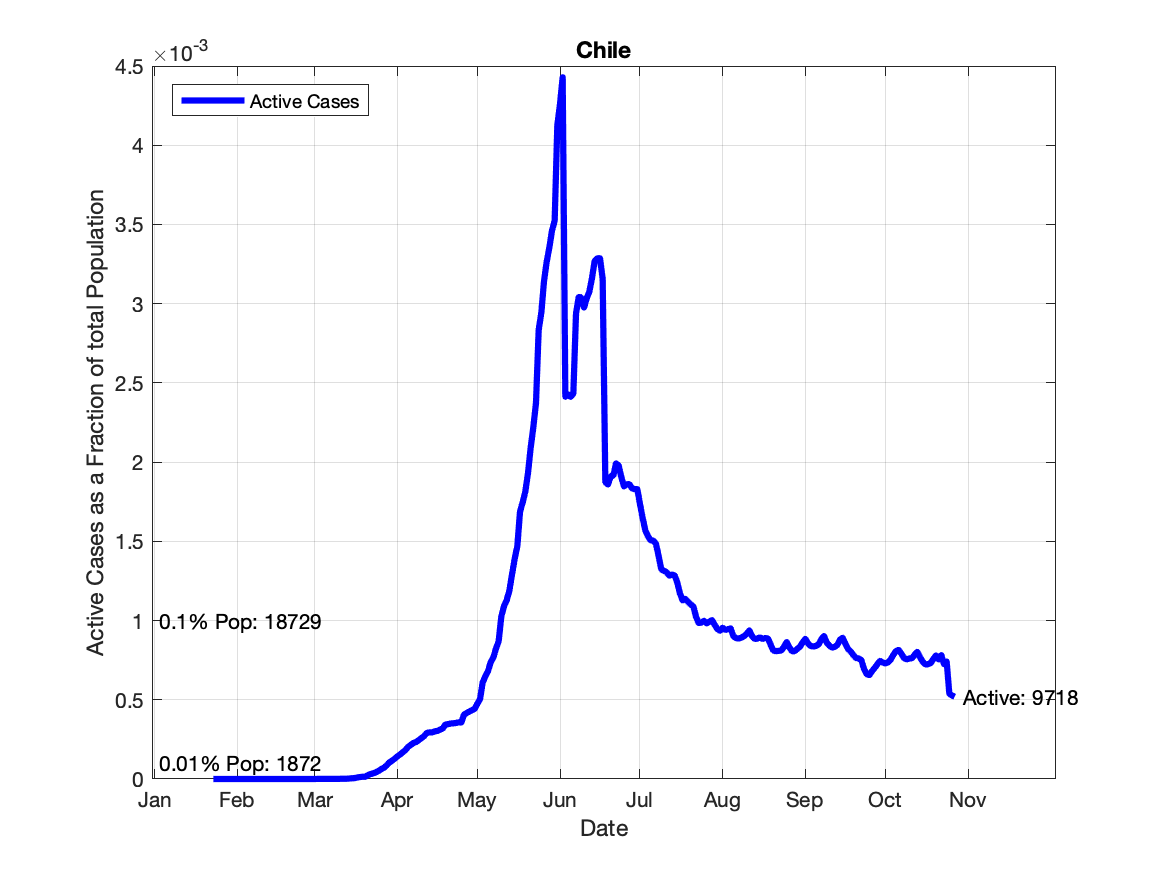 Chile
×10-3
Active Cases
4.5
4
3.5
3
2.5
2
1.5
1
0.5
0
Active Cases as a Fraction of total Population
0.1% Pop: 18729
0.01% Pop: 1872
Active: 9718
Jan Feb Mar Apr May Jun Jul Aug Sep Oct Nov
Date